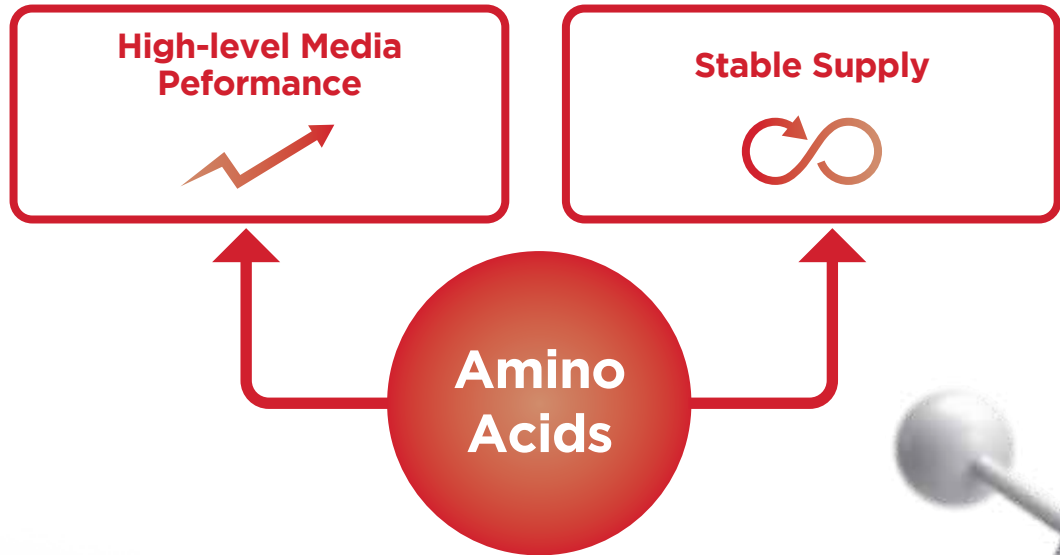 High-level Media
Peformance
Stable Supply
Amino
Acids